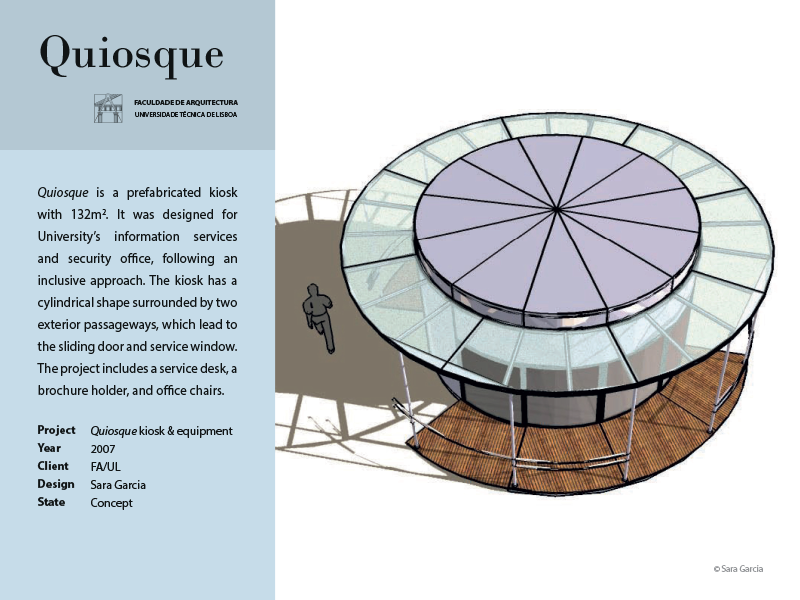 Quiosque
FACULDADE DE ARQUITECTURA
UNIVERSIDADE TÉCNICA DE LISBOA
Quiosque is a prefabricated kiosk
with 132m². It was designed for
University's information services
and security office, following an
inclusive approach. The kiosk has a
cylindrical shape surrounded by two
exterior passageways, which lead to
the sliding door and service window.
The project includes a service desk, a
brochure holder, and office chairs.
Project Quiosque kiosk & equipment
Year 2007
Client FA/UL
Design Sara Garcia
State Concept
© Sara Garcia